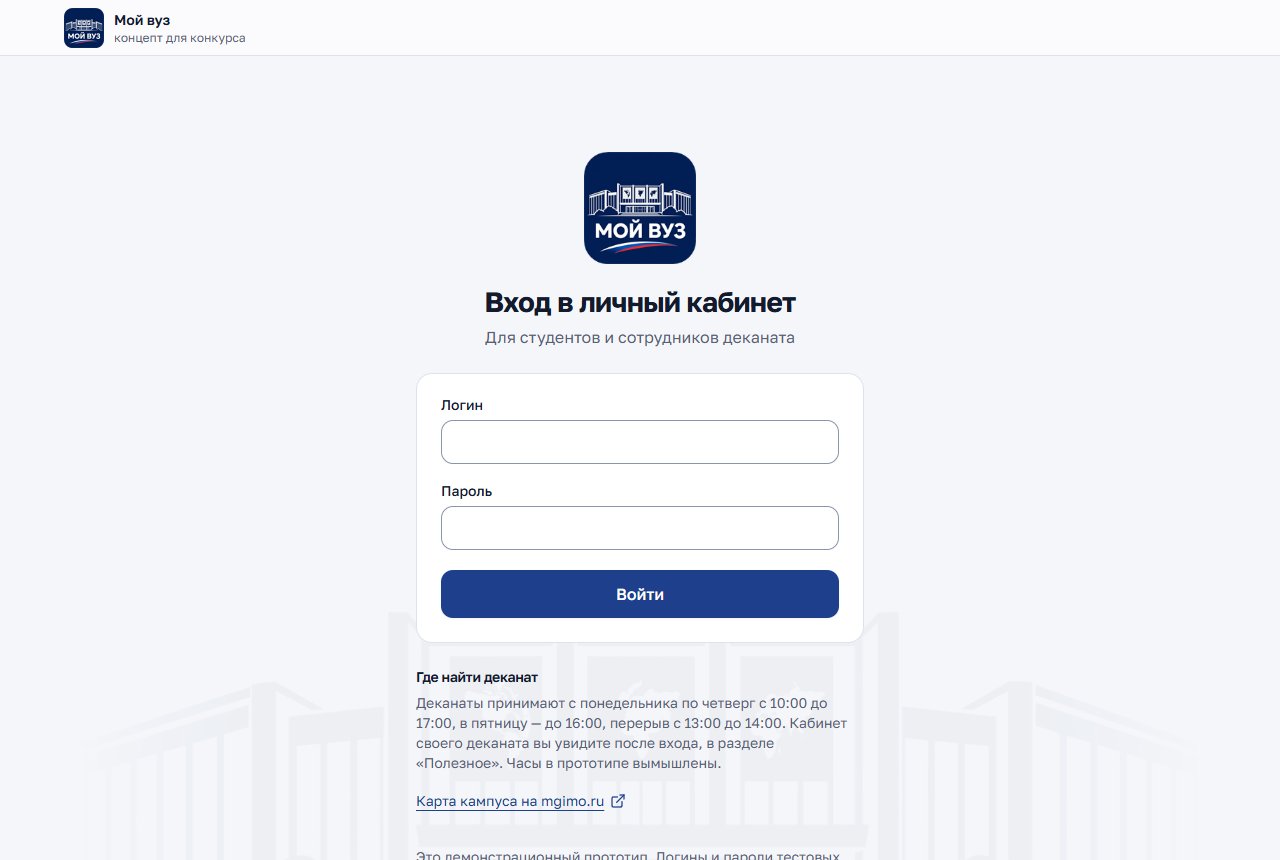 МОЙ ВУЗ
Мой вуз
концепт для конкурса
МОЙ ВУЗ
Вход в личный кабинет
Для студентов и сотрудников деканата
Логин
Пароль
Войти
Где найти деканат
Деканаты принимают с понедельника по четверг с 10:00 до
17:00, в пятницу — до 16:00, перерыв с 13:00 до 14:00. Кабинет
своего деканата вы увидите после входа, в разделе
«Полезное». Часы в прототипе вымышлены.
Карта кампуса на mgimo.ru
Это демонстрационный прототип. Логины и пароли тестовых